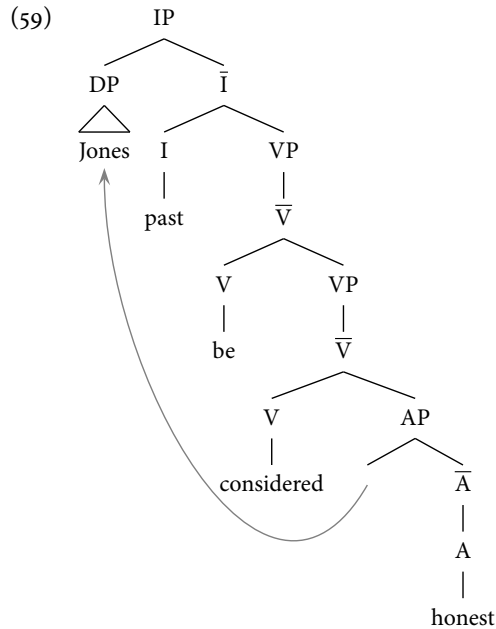 (59) IP
DP I̅
Jones I VP
past V̅
V VP
be V̅
V AP
considered A̅
A
honest